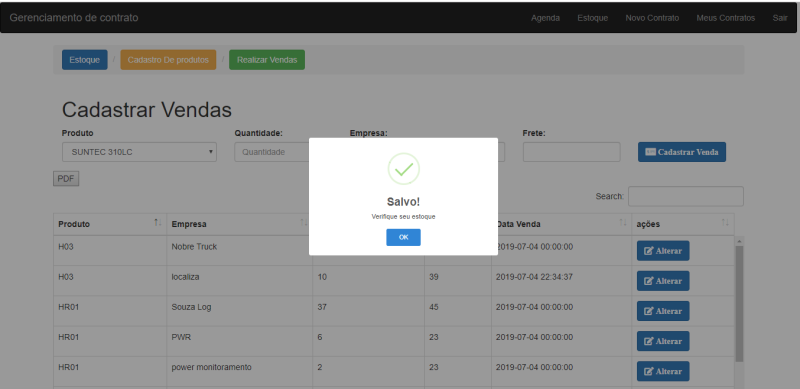 Gerenciamento de contrato Agenda Estoque Novo Contrato Meus Contratos Sair
Estoque / Cadastro De produtos / Realizar Vendas
Cadastrar Vendas
Produto Quantidade: Empresa: Frete:
SUNTEC 310LC Quantidade Cadastrar Venda
PDF
Search:
Salvo!
Verifique seu estoque
OK
Produto Empresa Data Venda ações
H03 Nobre Truck 2019-07-04 00:00:00 Alterar
H03 localiza 10 39 2019-07-04 22:34:37 Alterar
HR01 Souza Log 37 45 2019-07-04 00:00:00 Alterar
HR01 PWR 6 23 2019-07-04 00:00:00 Alterar
HR01 power monitoramento 2 23 2019-07-04 00:00:00 Alterar